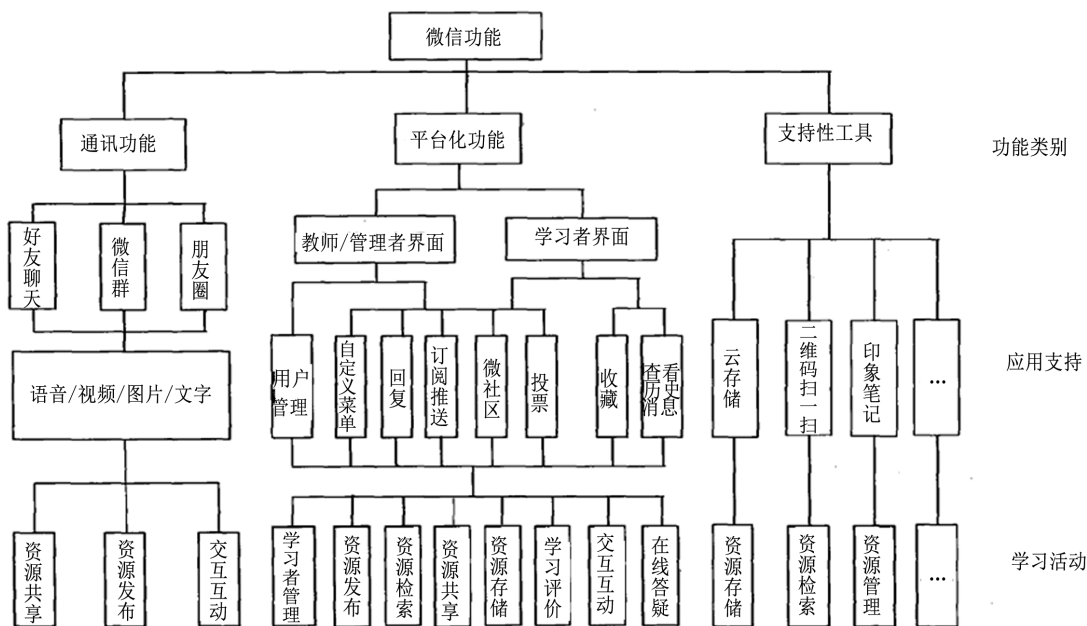 微信功能
通讯功能
平台化功能
支持性工具
功能类别
教师/管理者界面
学习者界面
好友聊天
微信群
朋友圈
语音/视频/图片/文字
用户
管理
自定义菜单
回复
订阅推送
微社区
投票
收藏
查看
历史
消息
云存储
二维码扫一扫
印象笔记
...
应用支持
资源共享
资源发布
交互互动
学习者管理
资源发布
资源检索
资源共享
资源存储
学习评价
交互互动
在线答疑
资源存储
资源检索
资源管理
...
学习活动